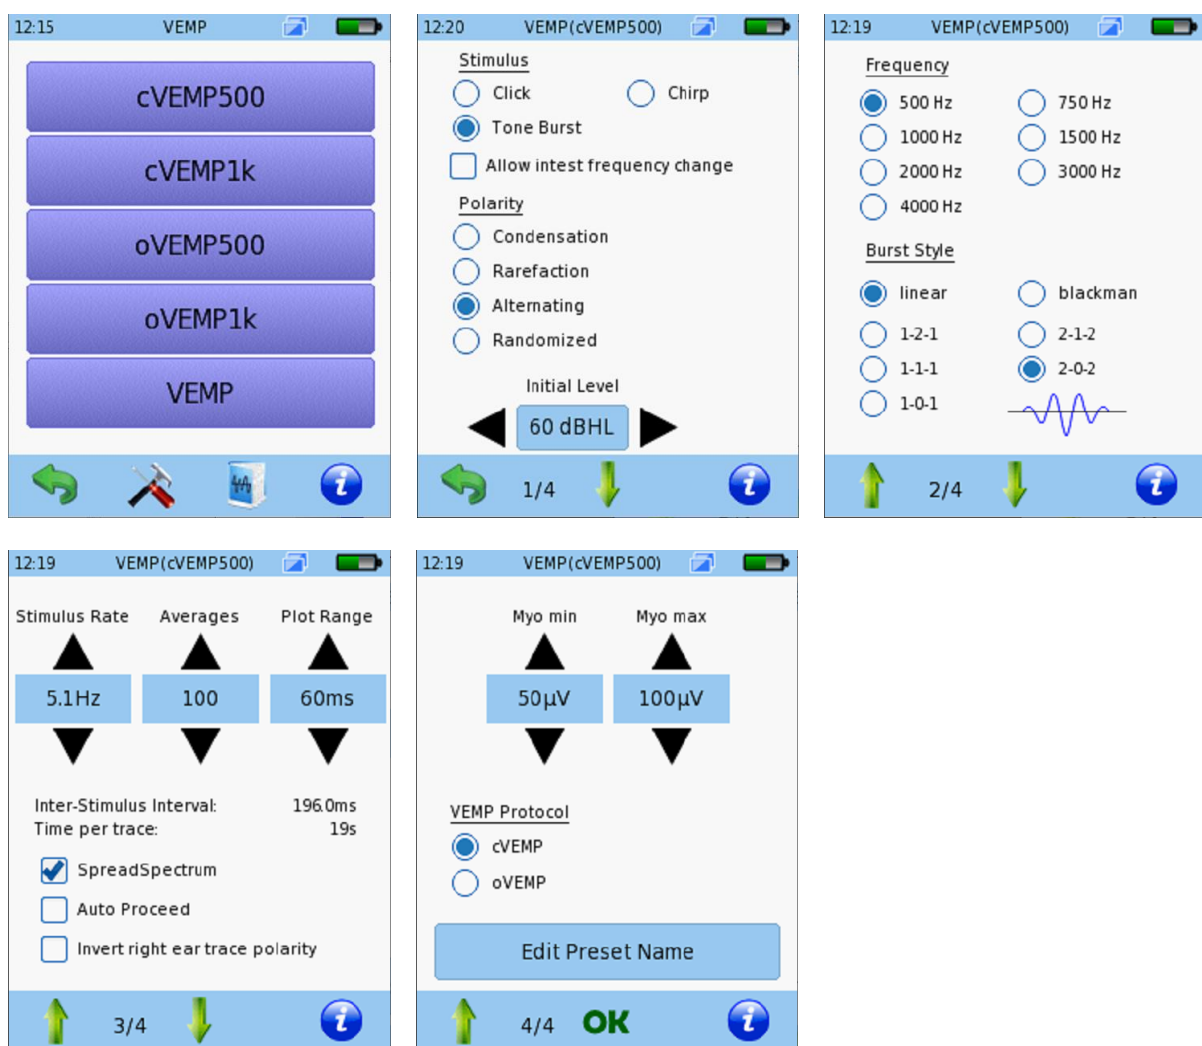 12:15 VEMP
cVEMP500
cVEMP1k
oVEMP500
oVEMP1k
VEMP
12:20 VEMP(cVEMP500)
Stimulus
Click Chirp
Tone Burst
Allow intest frequency change
Polarity
Condensation
Rarefaction
Alternating
Randomized
Initial Level
60 dBHL
1/4
12:19 VEMP(cVEMP500)
Frequency
500 Hz 750 Hz
1000 Hz 1500 Hz
2000 Hz 3000 Hz
4000 Hz
Burst Style
linear blackman
1-2-1 2-1-2
1-1-1 2-0-2
1-0-1
2/4
12:19 VEMP(cVEMP500)
Stimulus Rate Averages Plot Range
5.1Hz 100 60ms
Inter-Stimulus Interval: 196.0ms
Time per trace: 19s
SpreadSpectrum
Auto Proceed
Invert right ear trace polarity
3/4
12:19 VEMP(cVEMP500)
Myo min Myo max
50µV 100µV
VEMP Protocol
cVEMP
oVEMP
Edit Preset Name
4/4 OK